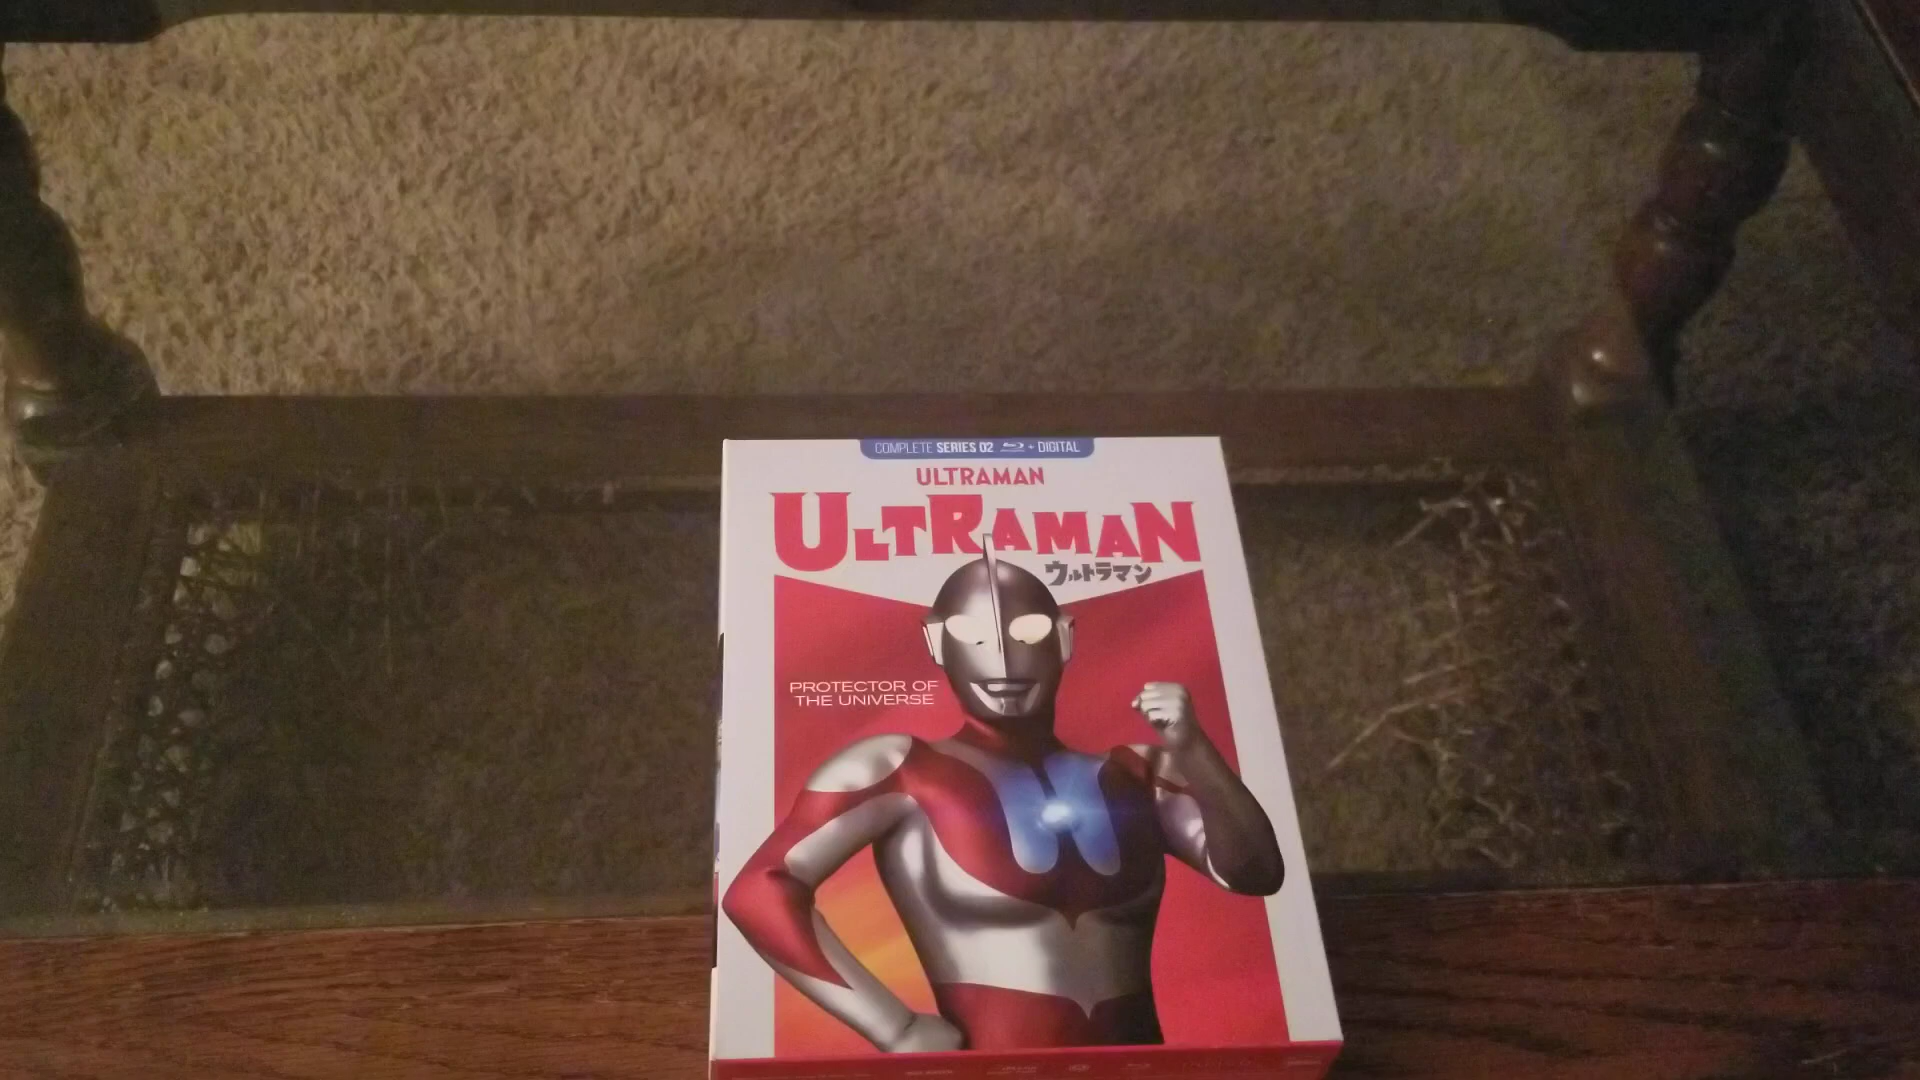 COMPLETE SERIES 02 + DIGITAL
ULTRAMAN
ULTRAMAN
ウルトラマン
PROTECTOR OF
THE UNIVERSE